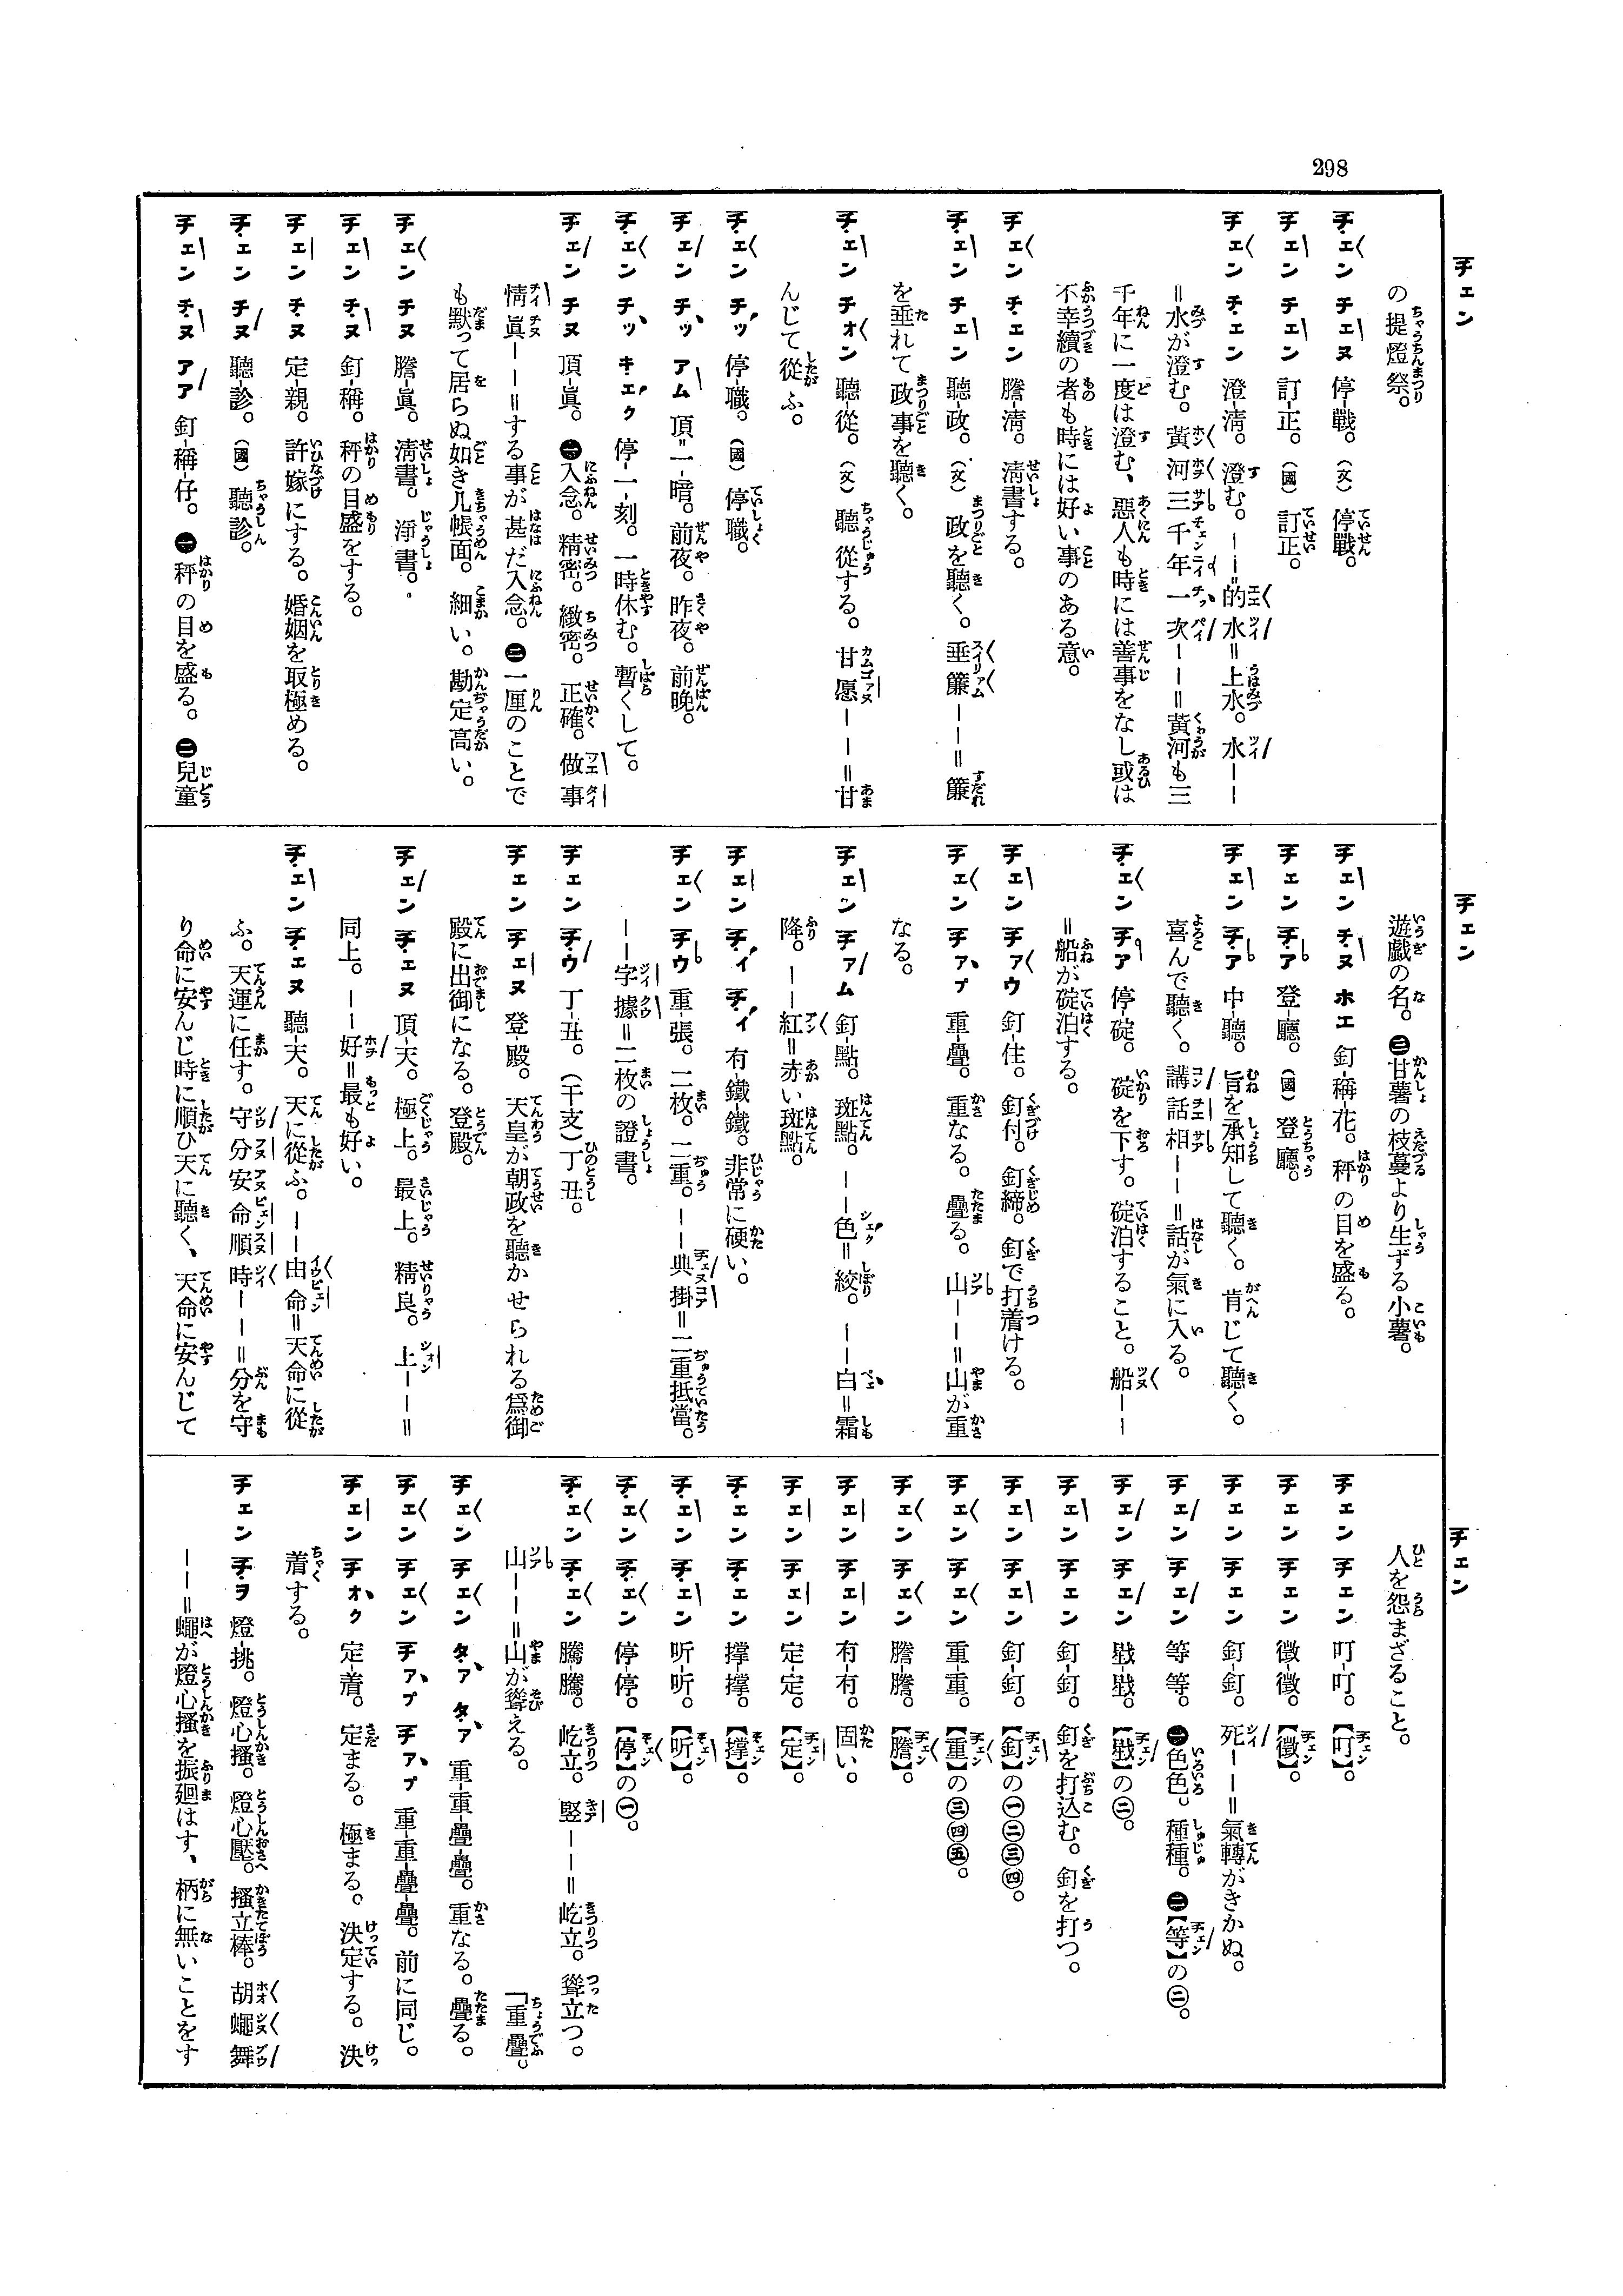 298
チェン
の提燈祭。
チェン チェヌ 停-戰。(文)停戰。
チェン チェン 訂-正。(國)訂正。
チェン チェン 澄-淸。澄む。——=的水=上水。水——
=水が澄む。黃河三千年一次——=黃河も三
千年に一度は澄む、惡人も時には善事をなし或は
不幸續の者も時には好い事のある意。
チェン チェン 謄-淸。淸書する。
チェン チェン 聽-政。(文)政を聽く。垂簾——=簾
を垂れて政事を聽く。
チェン チォン 聽-從。(文)聽從する。甘愿——=甘
んじて從ふ。
チェン チッ 停-職。(國)停職。
チェン チッ アム 頂=一-暗。前夜。昨夜。前晩。
チェン チッ キェク 停-一-刻。一時休む。暫くして。
チェン チヌ 頂-眞。㊀入念。精密。緻密。正確。做事
情眞——=する事が甚だ入念。㊁一厘のことで
も默って居らぬ如き几帳面。細い。勘定高い。
チェン チヌ 謄-眞。淸書。淨書。
チェン チヌ 釘-稱。秤の目盛をする。
チェン チヌ 定-親。許嫁にする。婚姻を取極める。
チェン チヌ 聽-診。(國)聽診。
チェン チヌ アア 釘-稱-仔。㊀秤の目を盛る。㊁兒童
チェン
遊戲の名。㊂甘薯の枝蔓より生ずる小薯。
チェン チヌ ホエ 釘-稱-花。秤の目を盛る。
チェン チア 登-廳。(國)登廳。
チェン チア 中-聽。旨を承知して聽く。肯じて聽く。
喜んで聽く。講話相——=話が氣に入る。
チェン チア 停-碇。碇を下す。碇泊すること。船——
=船が碇泊する。
チェン チァウ 釘-住。釘付。釘締。釘で打着ける。
チェン チァプ 重-疊。重なる。疊る。山——=山が重
なる。
チェン チァム 釘-點。斑點。——色=絞。——白=霜
降。——紅=赤い斑點。
チェン チィ チィ 有-鐵-鐵。非常に硬い。
チェン チウ 重-張。二枚。二重。——典掛=二重抵當。
——字據=二枚の證書。
チェン チウ 丁-丑。(干支)丁丑。
チェン チェヌ 登-殿。天皇が朝政を聽かせられる爲御
殿に出御になる。登殿。
チェン チェヌ 頂-天。極上。最上。精良。上——=
同上。——好=最も好い。
チェン チェヌ 聽-天。天に從ふ。——由命=天命に從
ふ。天運に任す。守分安命順時——=分を守
り命に安んじ時に順ひ天に聽く、天命に安んじて
チェン
人を怨まざること。
チェン チェン 叮-叮。【叮】。
チェン チェン 徵-徵。【徵】。
チェン チェン 釘-釘。死——=氣轉がきかぬ。
チェン チェン 等-等。㊀色色。種種。㊁【等】の㊁。
チェン チェン 戥-戥。【戥】の㊁。
チェン チェン 釘-釘。釘を打込む。釘を打つ。
チェン チェン 釘-釘。【釘】の㊀㊁㊂㊃。
チェン チェン 重-重。【重】の㊂㊃㊄。
チェン チェン 謄-謄。【謄】。
チェン チェン 有-有。固い。
チェン チェン 定-定。【定】。
チェン チェン 撐-撐。【撐】。
チェン チェン 听-听。【听】。
チェン チェン 停-停。【停】の㊀。
チェン チェン 騰-騰。屹立。竪——=屹立。聳立つ。
山——=山が聳える。
チェン チェン タァ タァ 重-重-疊-疊。重なる。疊る。「重疊。
チェン チェン チァプ チァプ 重-重-疊-疊。前に同じ。
チェン チォク 定-着。定まる。極まる。決定する。決
着する。
チェン チヲ 燈-挑。燈心搔。燈心壓。搔立棒。胡蠅舞
——=蠅が燈心搔を振廻はす、柄に無いことをす